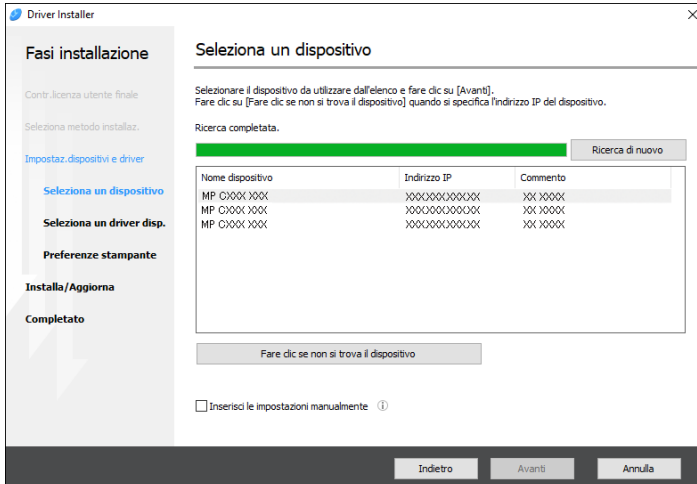 Driver Installer
Fasi installazione
Contr.licenza utente finale
Seleziona metodo installaz.
Impostaz.dispositivi e driver
Seleziona un dispositivo
Seleziona un driver disp.
Preferenze stampante
Installa/Aggiorna
Completato
Seleziona un dispositivo
Selezionare il dispositivo da utilizzare dall'elenco e fare clic su [Avanti].
Fare clic su [Fare clic se non si trova il dispositivo] quando si specifica l'indirizzo IP del dispositivo.
Ricerca completata.
Ricerca di nuovo
Nome dispositivo Indirizzo IP Commento
MP CXXX XXX XXX.XXX.XXX.XX XX XXXX
MP CXXX XXX XXX.XXX.XXX.XX XX XXXX
MP CXXX XXX XXX.XXX.XXX.XX XX XXXX
Fare clic se non si trova il dispositivo
Inserisci le impostazioni manualmente
Indietro Avanti Annulla